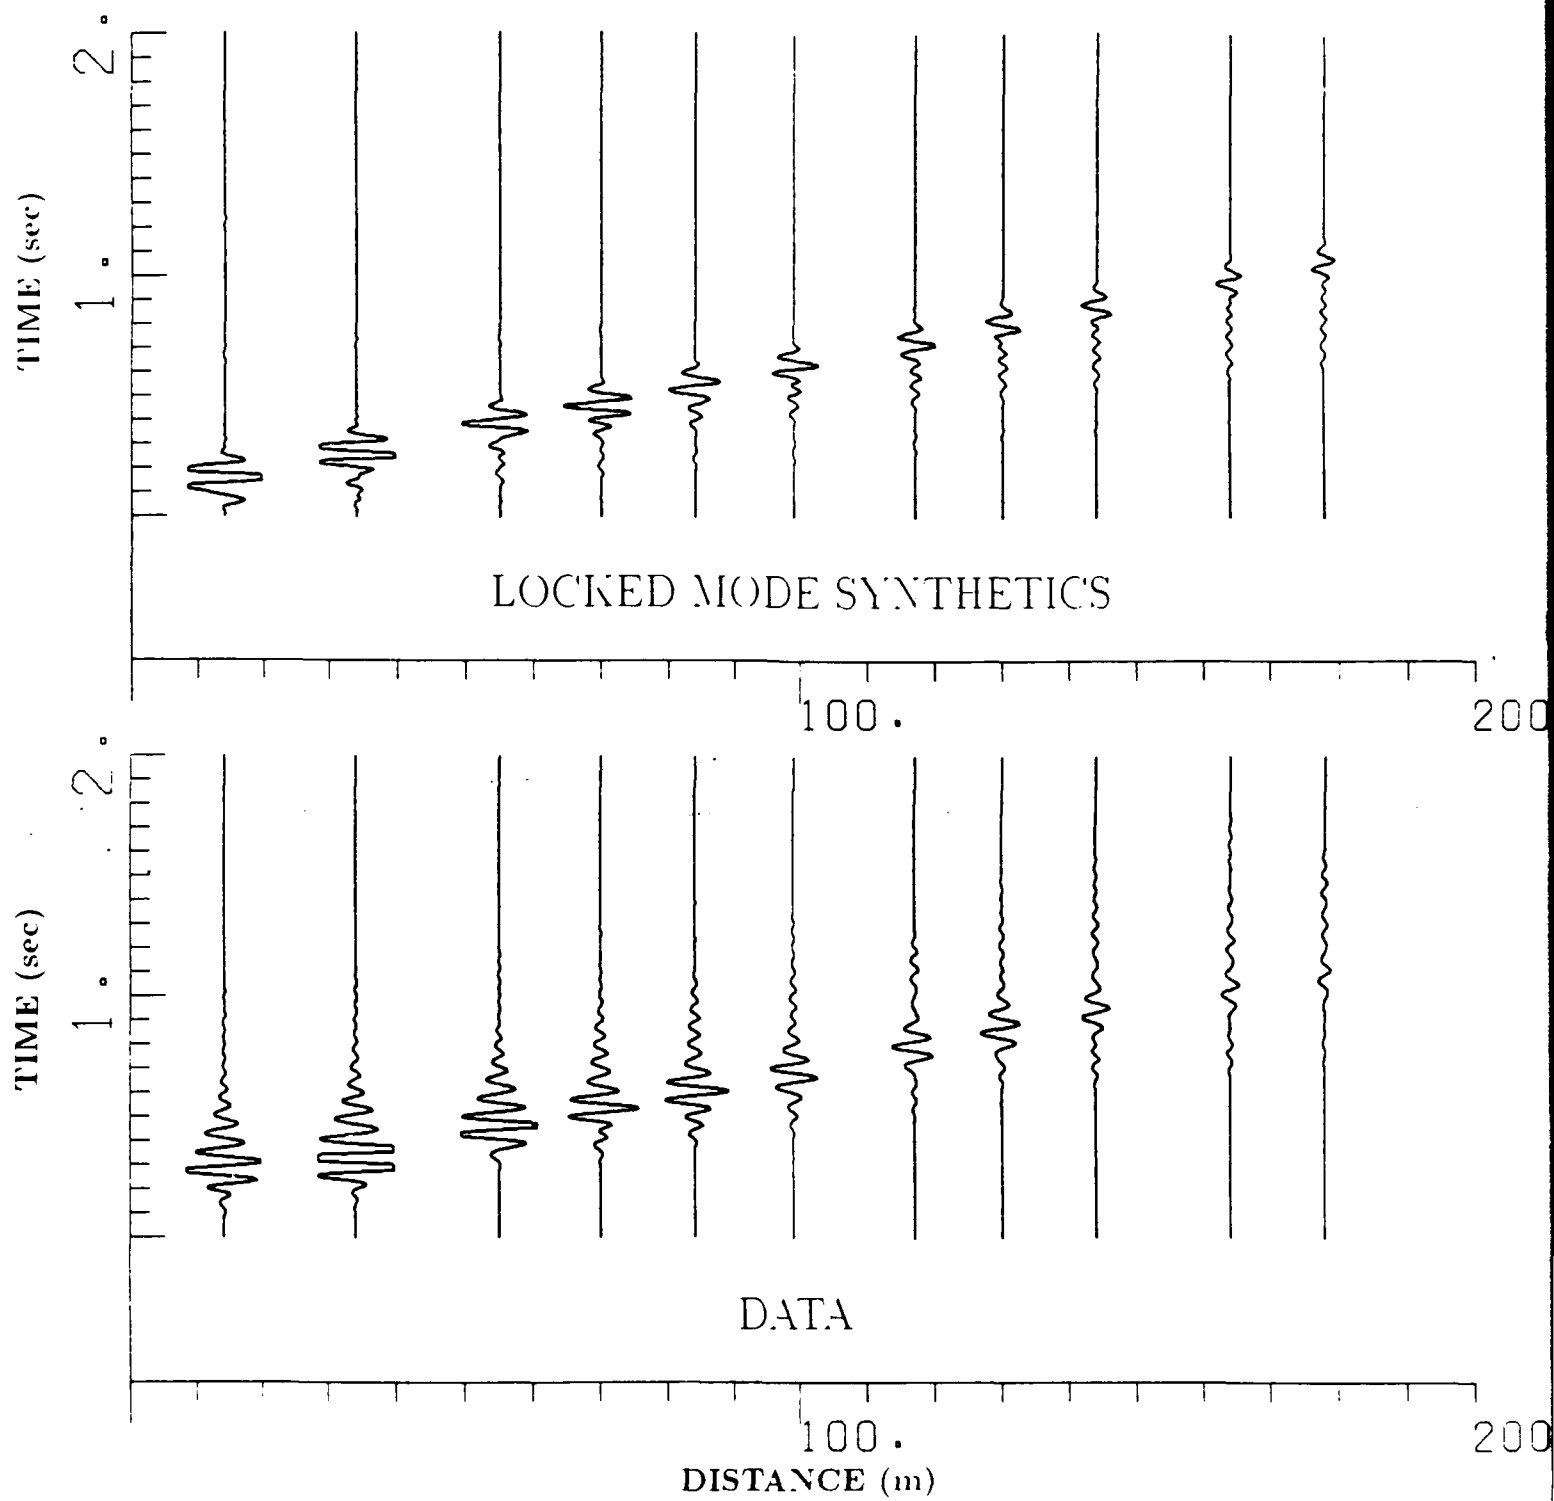 2.
1.
TIME (sec)
LOCKED MODE SYNTHETICS
100.
200
2.
1.
TIME (sec)
DATA
100.
200
DISTANCE (m)